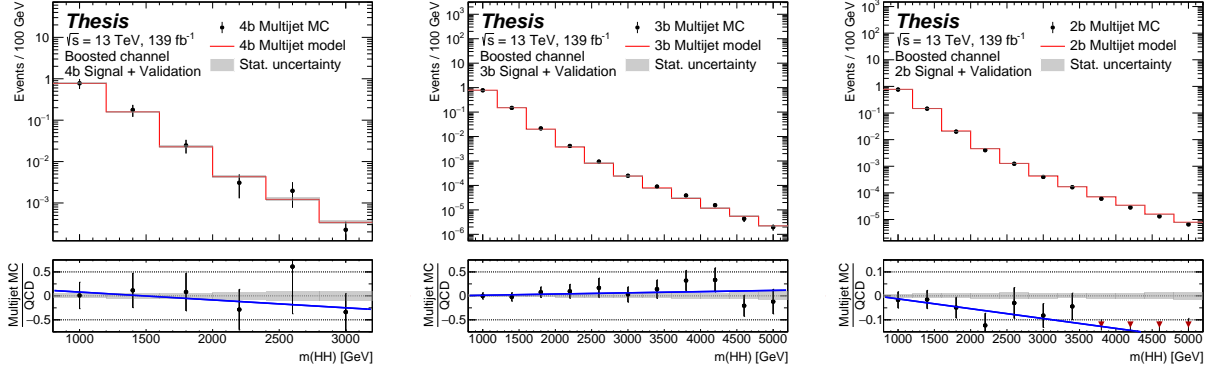 Events / 100 GeV
10
1
10⁻¹
10⁻²
10⁻³
Thesis
√s = 13 TeV, 139 fb⁻¹
Boosted channel
4b Signal + Validation
4b Multijet MC
4b Multijet model
Stat. uncertainty
Multijet MC
QCD
0.5
0
−0.5
1000 1500 2000 2500 3000
m(HH) [GeV]
Events / 100 GeV
10³
10²
10
1
10⁻¹
10⁻²
10⁻³
10⁻⁴
10⁻⁵
10⁻⁶
Thesis
√s = 13 TeV, 139 fb⁻¹
Boosted channel
3b Signal + Validation
3b Multijet MC
3b Multijet model
Stat. uncertainty
Multijet MC
QCD
0.5
0
−0.5
1000 1500 2000 2500 3000 3500 4000 4500 5000
m(HH) [GeV]
Events / 100 GeV
10³
10²
10
1
10⁻¹
10⁻²
10⁻³
10⁻⁴
10⁻⁵
Thesis
√s = 13 TeV, 139 fb⁻¹
Boosted channel
2b Signal + Validation
2b Multijet MC
2b Multijet model
Stat. uncertainty
Multijet MC
QCD
0.1
0
−0.1
1000 1500 2000 2500 3000 3500 4000 4500 5000
m(HH) [GeV]